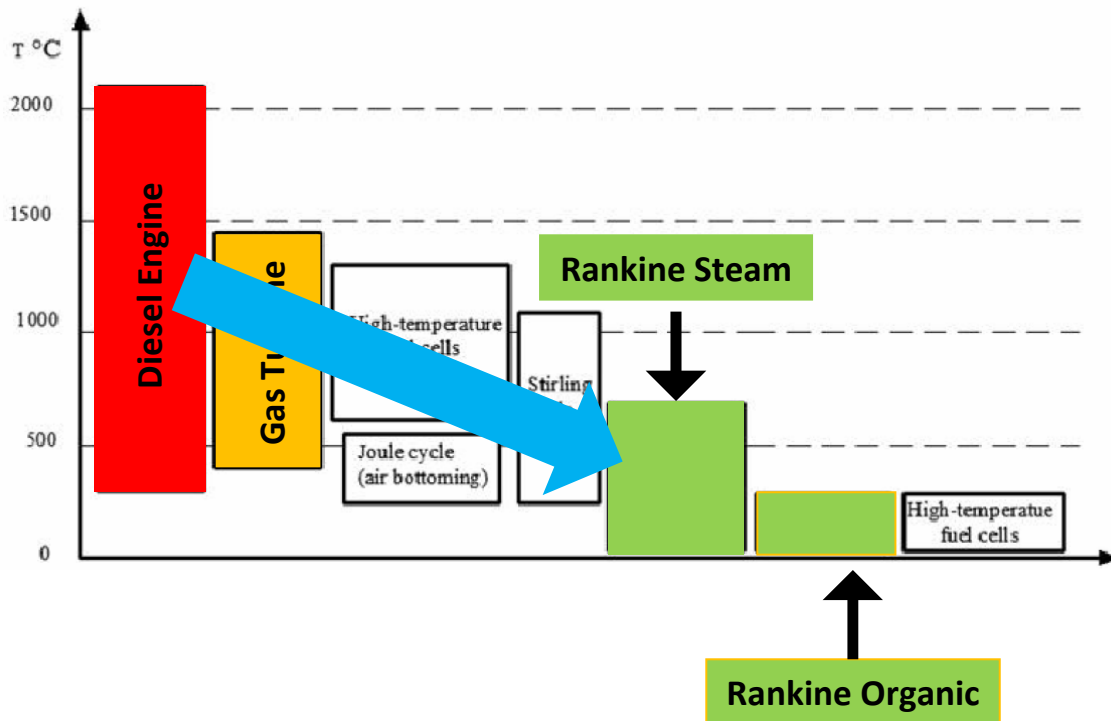 T °C
2000
1500
1000
500
0
Diesel Engine
Gas
High-temperature
cells
Joule cycle
(air bottoming)
Stirling
Rankine Steam
High-temperatue
fuel cells
Rankine Organic